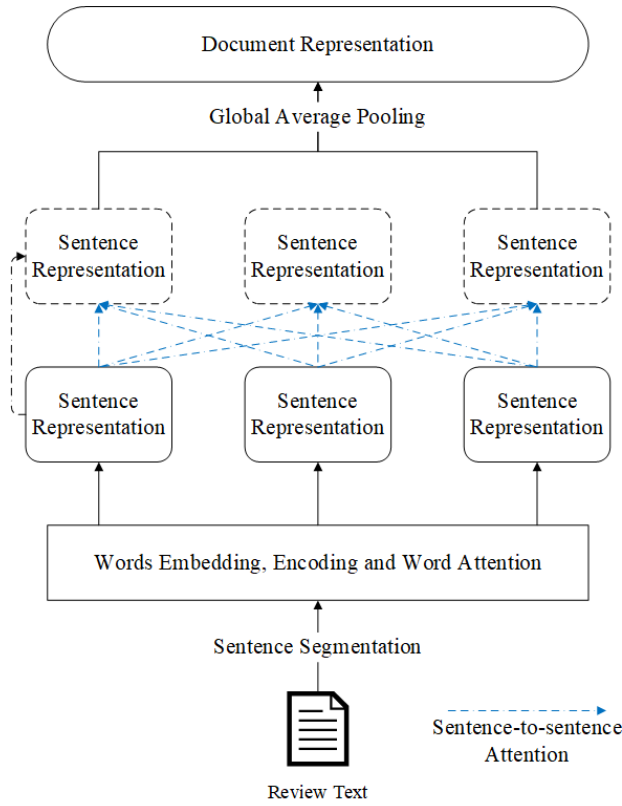 Document Representation
Global Average Pooling
Sentence Representation
Sentence Representation
Sentence Representation
Sentence Representation
Sentence Representation
Sentence Representation
Words Embedding, Encoding and Word Attention
Sentence Segmentation
Sentence-to-sentence
Attention
Review Text